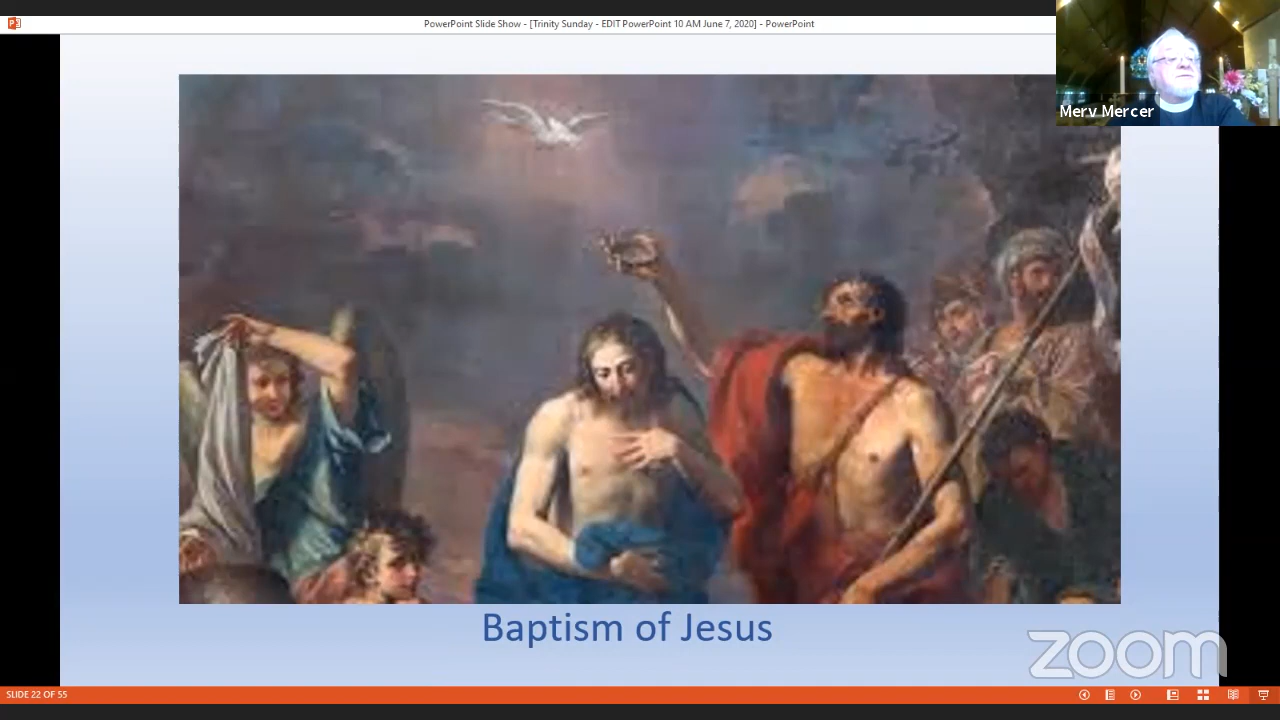 PowerPoint Slide Show - [Trinity Sunday - EDIT PowerPoint 10 AM June 7, 2020] - PowerPoint
Merv Mercer
Baptism of Jesus
zoom
SLIDE 22 OF 55